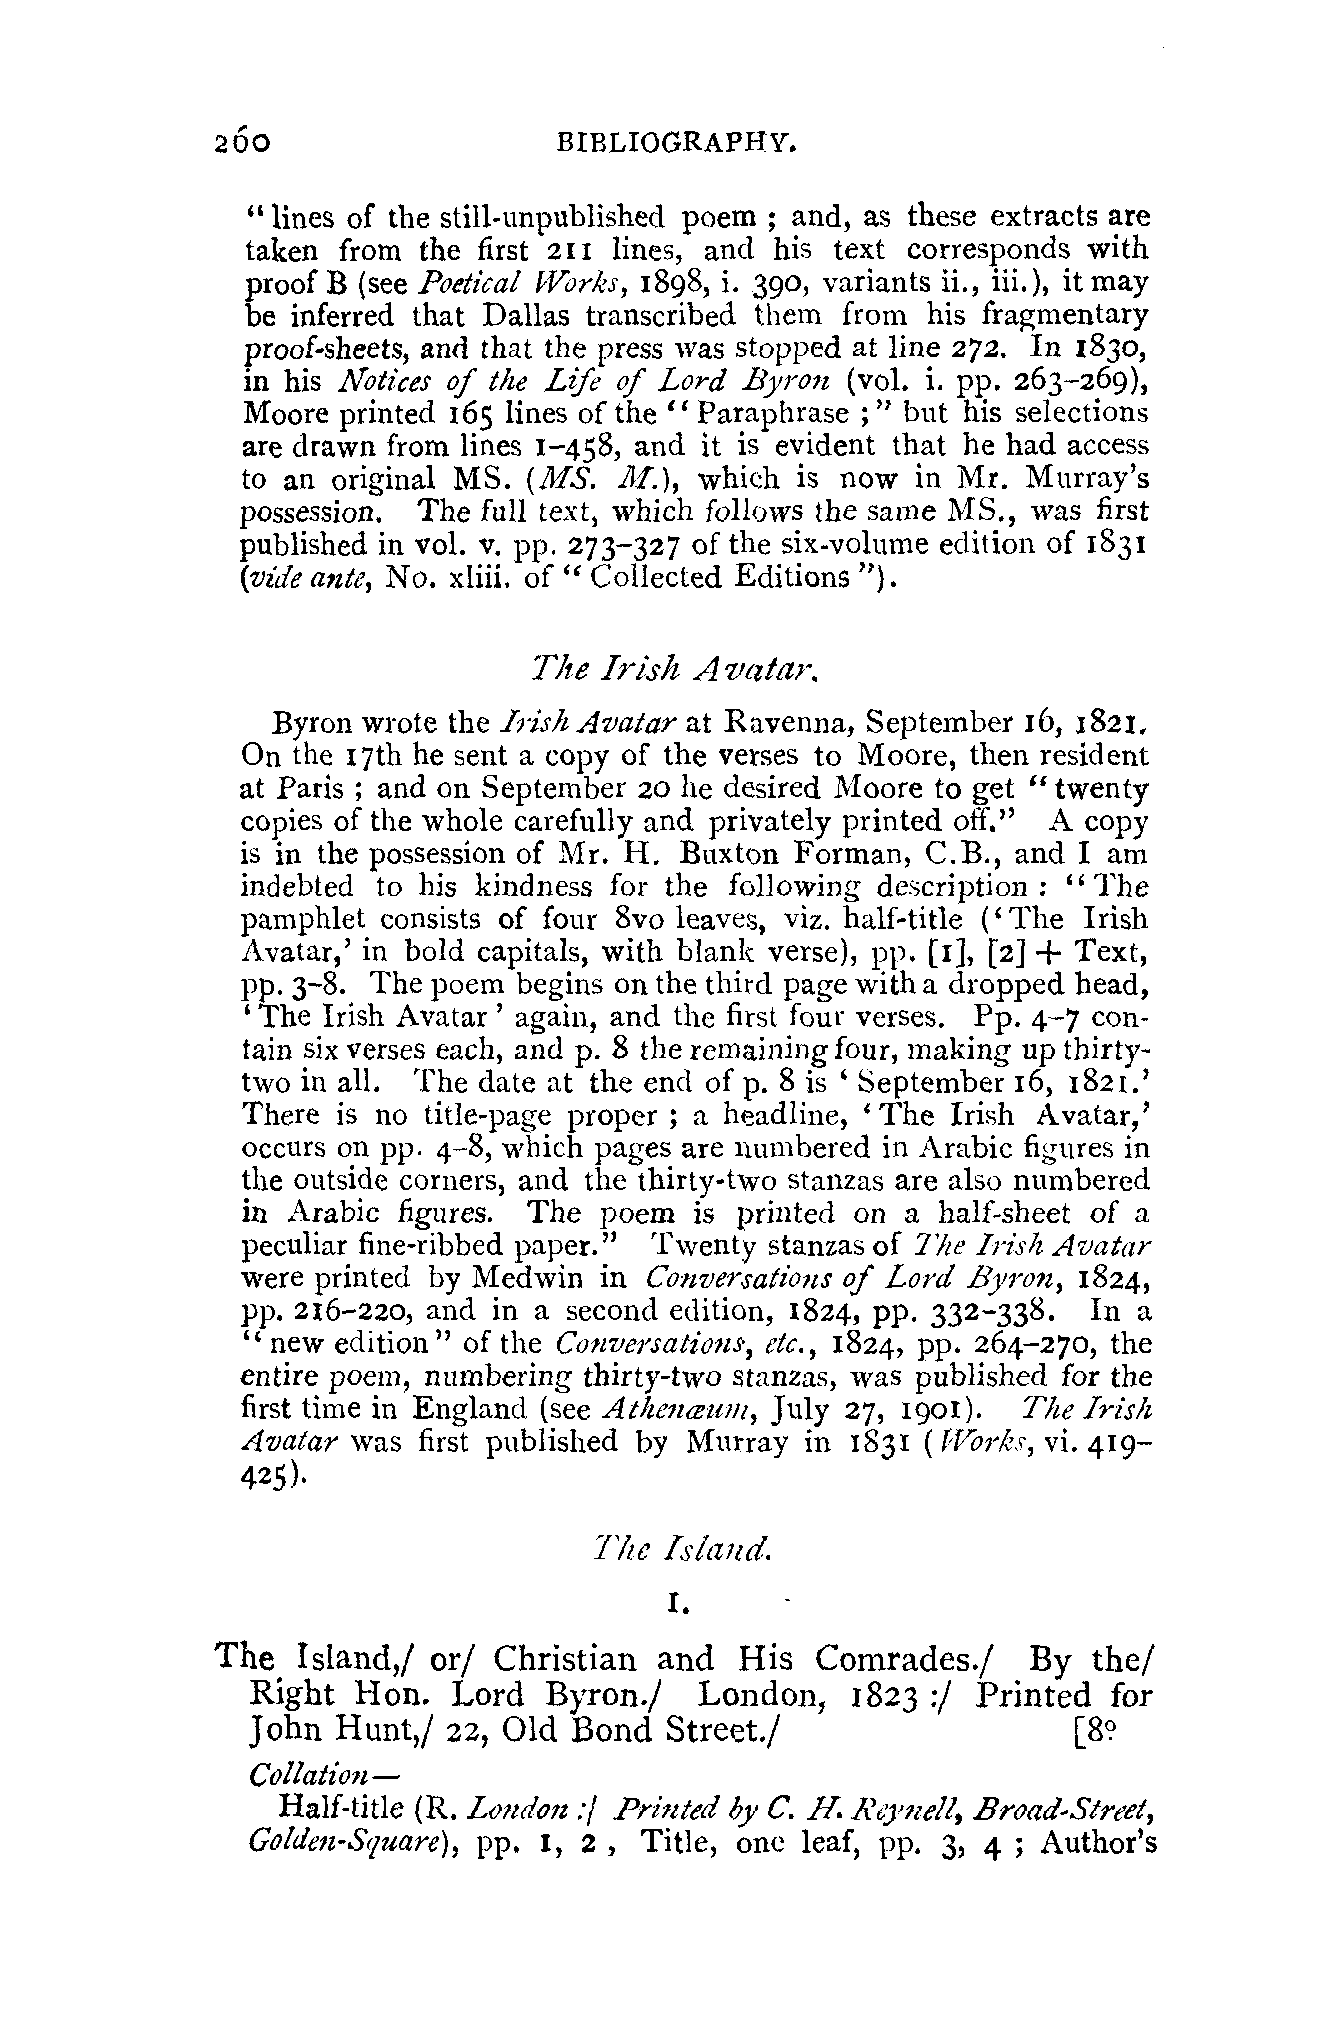 260 BIBLIOGRAPHY.
“lines of the still-unpublished poem ; and, as these extracts are
taken from the first 211 lines, and his text corresponds with
proof B (see Poetical Works, 1898, i. 390, variants ii., iii.), it may
be inferred that Dallas transcribed them from his fragmentary
proof-sheets, and that the press was stopped at line 272. In 1830,
in his Notices of the Life of Lord Byron (vol. i. pp. 263–269),
Moore printed 165 lines of the “Paraphrase ;” but his selections
are drawn from lines 1–458, and it is evident that he had access
to an original MS. (MS. M.), which is now in Mr. Murray’s
possession. The full text, which follows the same MS., was first
published in vol. v. pp. 273–327 of the six-volume edition of 1831
(vide ante, No. xliii. of “Collected Editions”).
The Irish Avatar.
Byron wrote the Irish Avatar at Ravenna, September 16, 1821.
On the 17th he sent a copy of the verses to Moore, then resident
at Paris ; and on September 20 he desired Moore to get “twenty
copies of the whole carefully and privately printed off.” A copy
is in the possession of Mr. H. Buxton Forman, C.B., and I am
indebted to his kindness for the following description : “The
pamphlet consists of four 8vo leaves, viz. half-title (‘The Irish
Avatar,’ in bold capitals, with blank verse), pp. [1], [2] + Text,
pp. 3–8. The poem begins on the third page with a dropped head,
‘The Irish Avatar’ again, and the first four verses. Pp. 4–7 con-
tain six verses each, and p. 8 the remaining four, making up thirty-
two in all. The date at the end of p. 8 is ‘September 16, 1821.’
There is no title-page proper ; a headline, ‘The Irish Avatar,’
occurs on pp. 4–8, which pages are numbered in Arabic figures in
the outside corners, and the thirty-two stanzas are also numbered
in Arabic figures. The poem is printed on a half-sheet of a
peculiar fine-ribbed paper.” Twenty stanzas of The Irish Avatar
were printed by Medwin in Conversations of Lord Byron, 1824,
pp. 216–220, and in a second edition, 1824, pp. 332–338. In a
“new edition” of the Conversations, etc., 1824, pp. 264–270, the
entire poem, numbering thirty-two stanzas, was published for the
first time in England (see Athenæum, July 27, 1901). The Irish
Avatar was first published by Murray in 1831 (Works, vi. 419–
425).
The Island.
I.
The Island,/ or/ Christian and His Comrades./ By the/
Right Hon. Lord Byron./ London, 1823 :/ Printed for
John Hunt,/ 22, Old Bond Street./ [8º
Collation—
Half-title (R. London :/ Printed by C. H. Reynell, Broad-Street,
Golden-Square), pp. 1, 2 , Title, one leaf, pp. 3, 4 ; Author’s